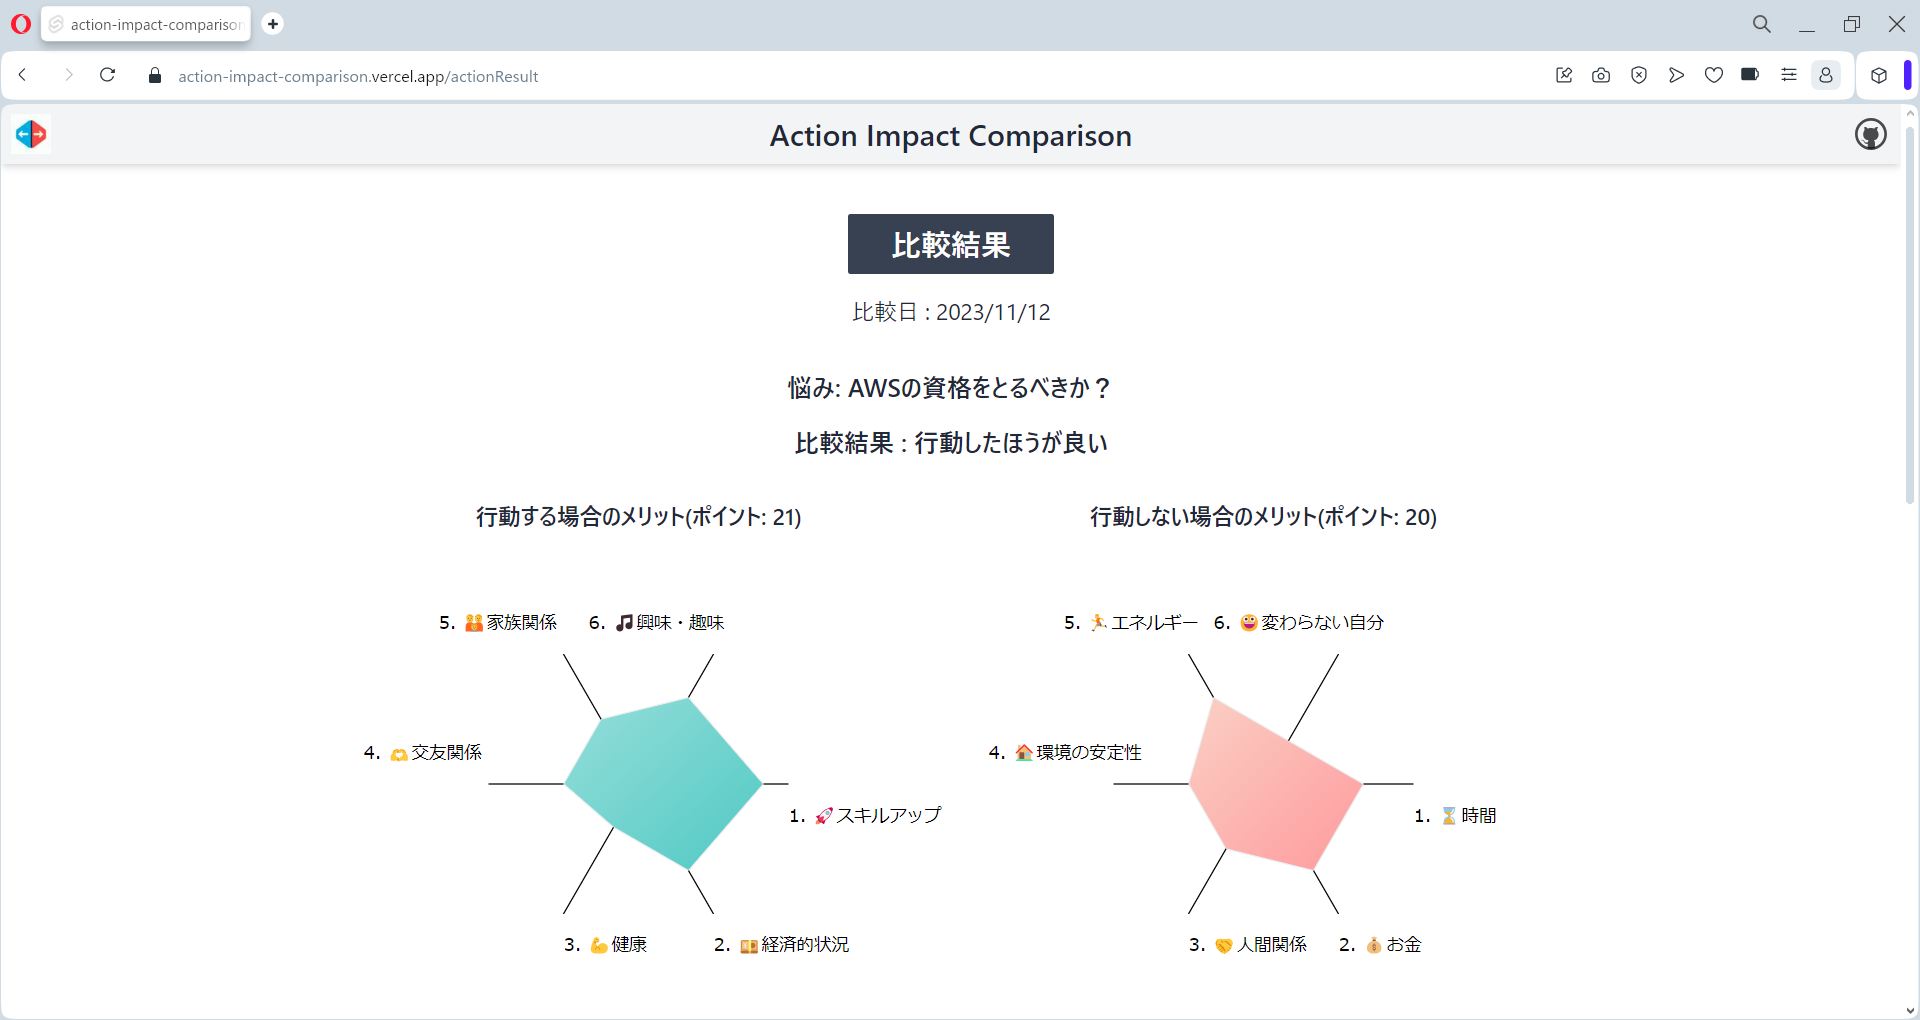 action-impact-comparison
action-impact-comparison.vercel.app/actionResult
Action Impact Comparison
比較結果
比較日 : 2023/11/12
悩み: AWSの資格をとるべきか？
比較結果 : 行動したほうが良い
行動する場合のメリット(ポイント: 21)
5. 👫家族関係
6. 🎵興味・趣味
4. 🫶交友関係
1. 🚀スキルアップ
3. 💪健康
2. 💴経済的状況
行動しない場合のメリット(ポイント: 20)
5. 🏃エネルギー
6. 😀変わらない自分
4. 🏠環境の安定性
1. ⏳時間
3. 🤝人間関係
2. 💰お金